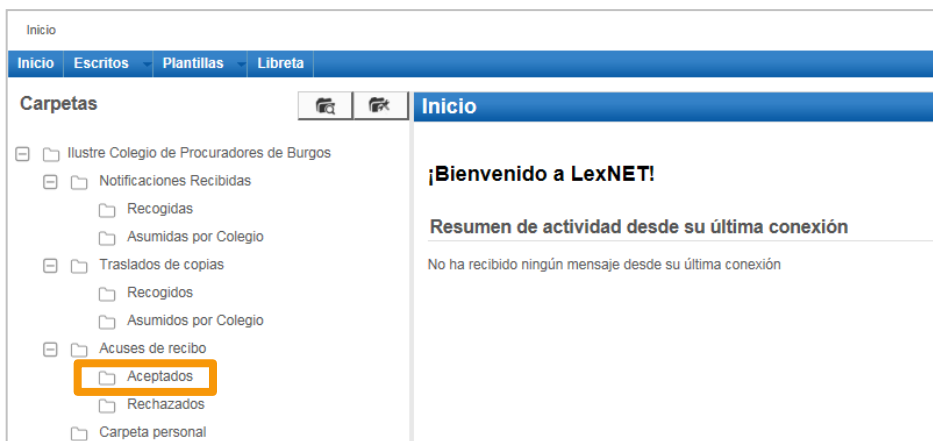 Inicio
Inicio Escritos Plantillas Libreta
Carpetas
Ilustre Colegio de Procuradores de Burgos
Notificaciones Recibidas
Recogidas
Asumidas por Colegio
Traslados de copias
Recogidos
Asumidos por Colegio
Acuses de recibo
Aceptados
Rechazados
Carpeta personal
Inicio
¡Bienvenido a LexNET!
Resumen de actividad desde su última conexión
No ha recibido ningún mensaje desde su última conexión